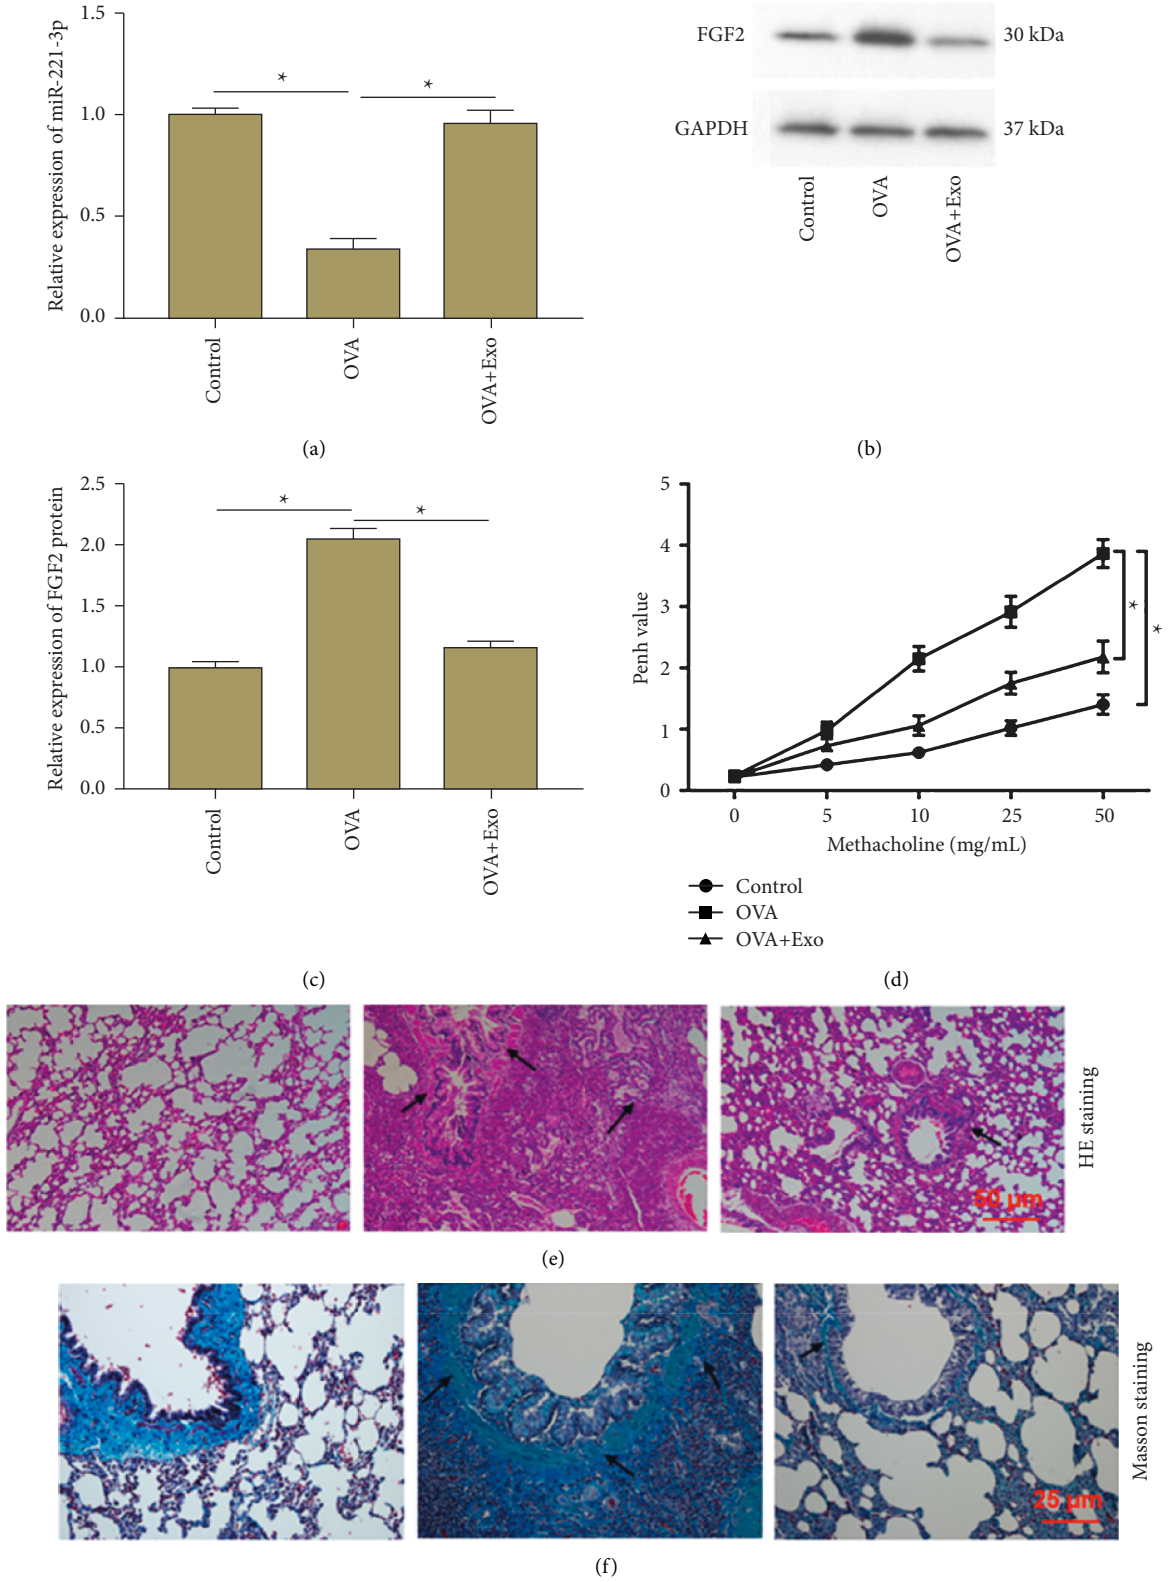 Relative expression of miR-221-3p
1.5
1.0
0.5
0.0
*
*
Control
OVA
OVA+Exo
(a)
FGF2
30 kDa
GAPDH
37 kDa
Control
OVA
OVA+Exo
(b)
Relative expression of FGF2 protein
2.5
2.0
1.5
1.0
0.5
0.0
*
*
Control
OVA
OVA+Exo
(c)
Penh value
5
4
3
2
1
0
*
*
0 5 10 25 50
Methacholine (mg/mL)
Control
OVA
OVA+Exo
(d)
50 µm
HE staining
(e)
25 µm
Masson staining
(f)